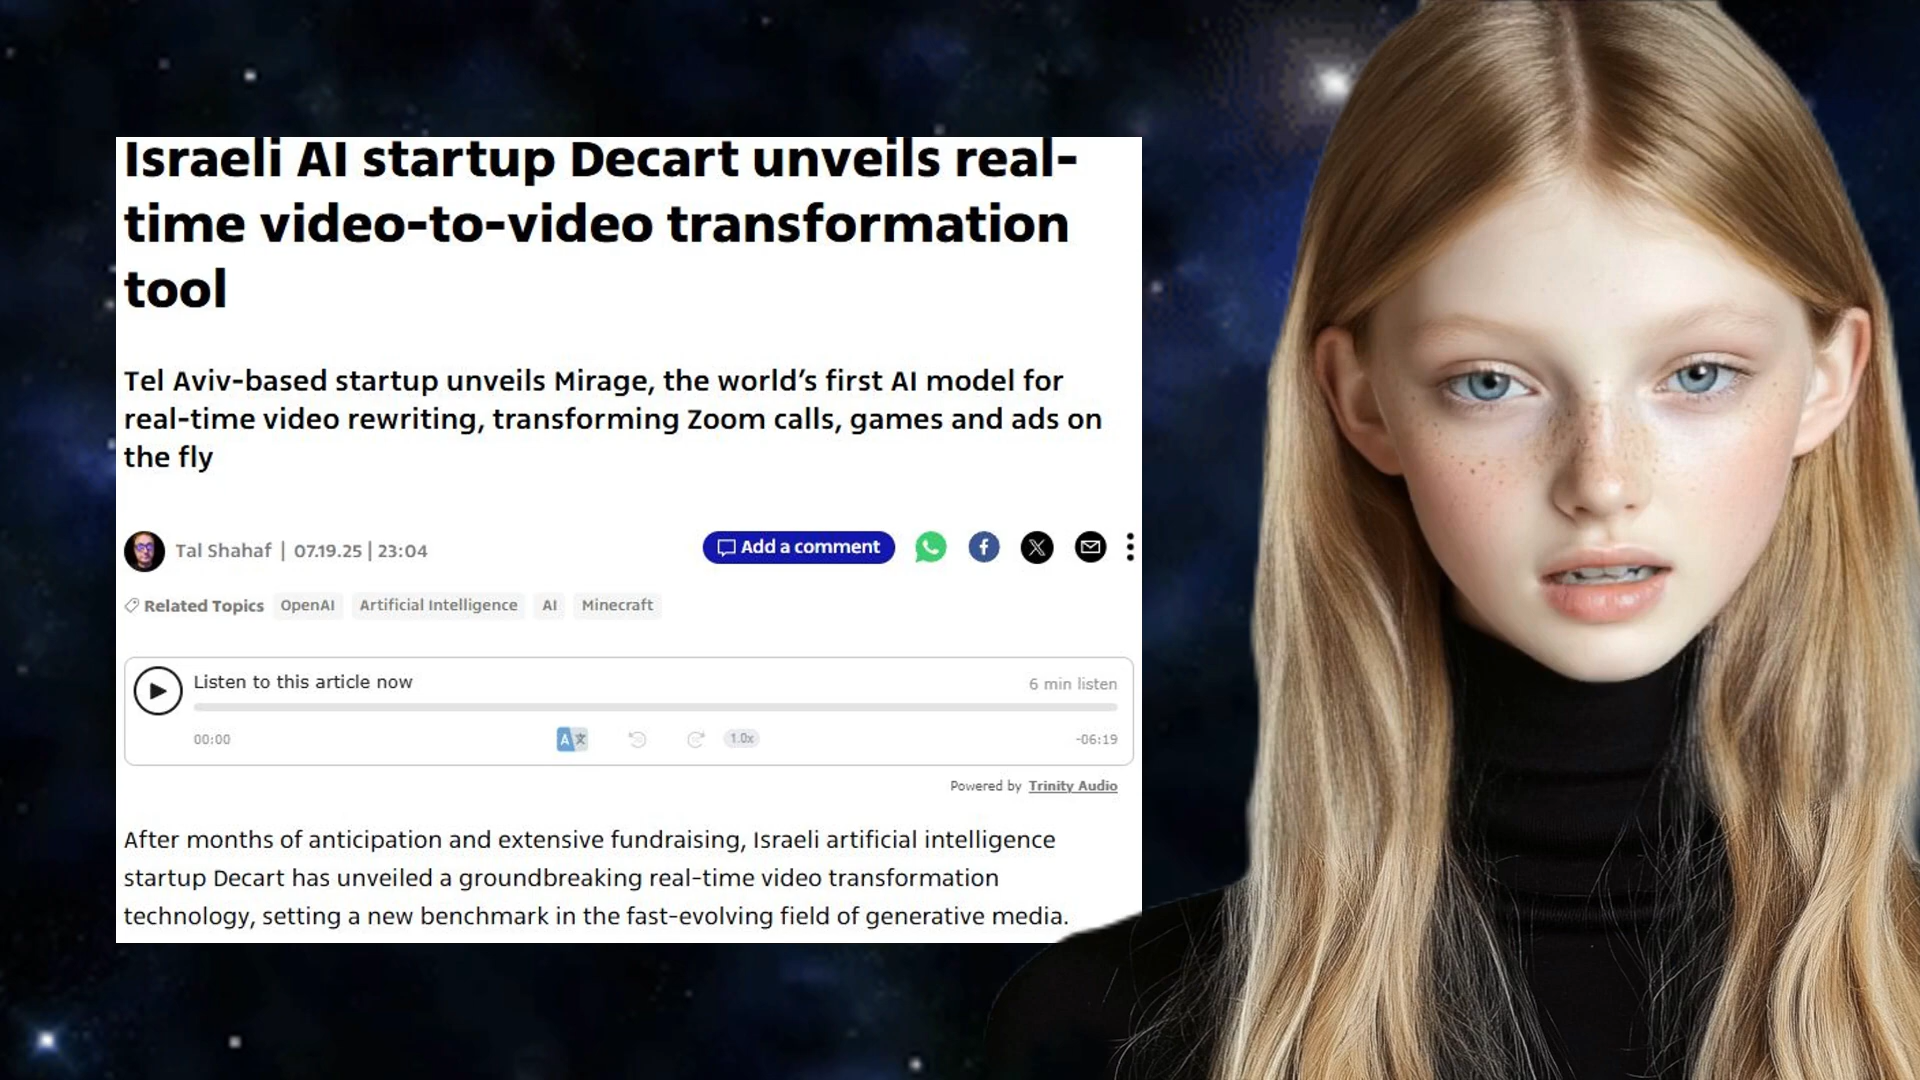 Israeli AI startup Decart unveils real-
time video-to-video transformation
tool
Tel Aviv-based startup unveils Mirage, the world’s first AI model for
real-time video rewriting, transforming Zoom calls, games and ads on
the fly
Tal Shahaf | 07.19.25 | 23:04
Add a comment
Related Topics OpenAI Artificial Intelligence AI Minecraft
Listen to this article now
6 min listen
00:00
1.0x
-06:19
Powered by Trinity Audio
After months of anticipation and extensive fundraising, Israeli artificial intelligence
startup Decart has unveiled a groundbreaking real-time video transformation
technology, setting a new benchmark in the fast-evolving field of generative media.